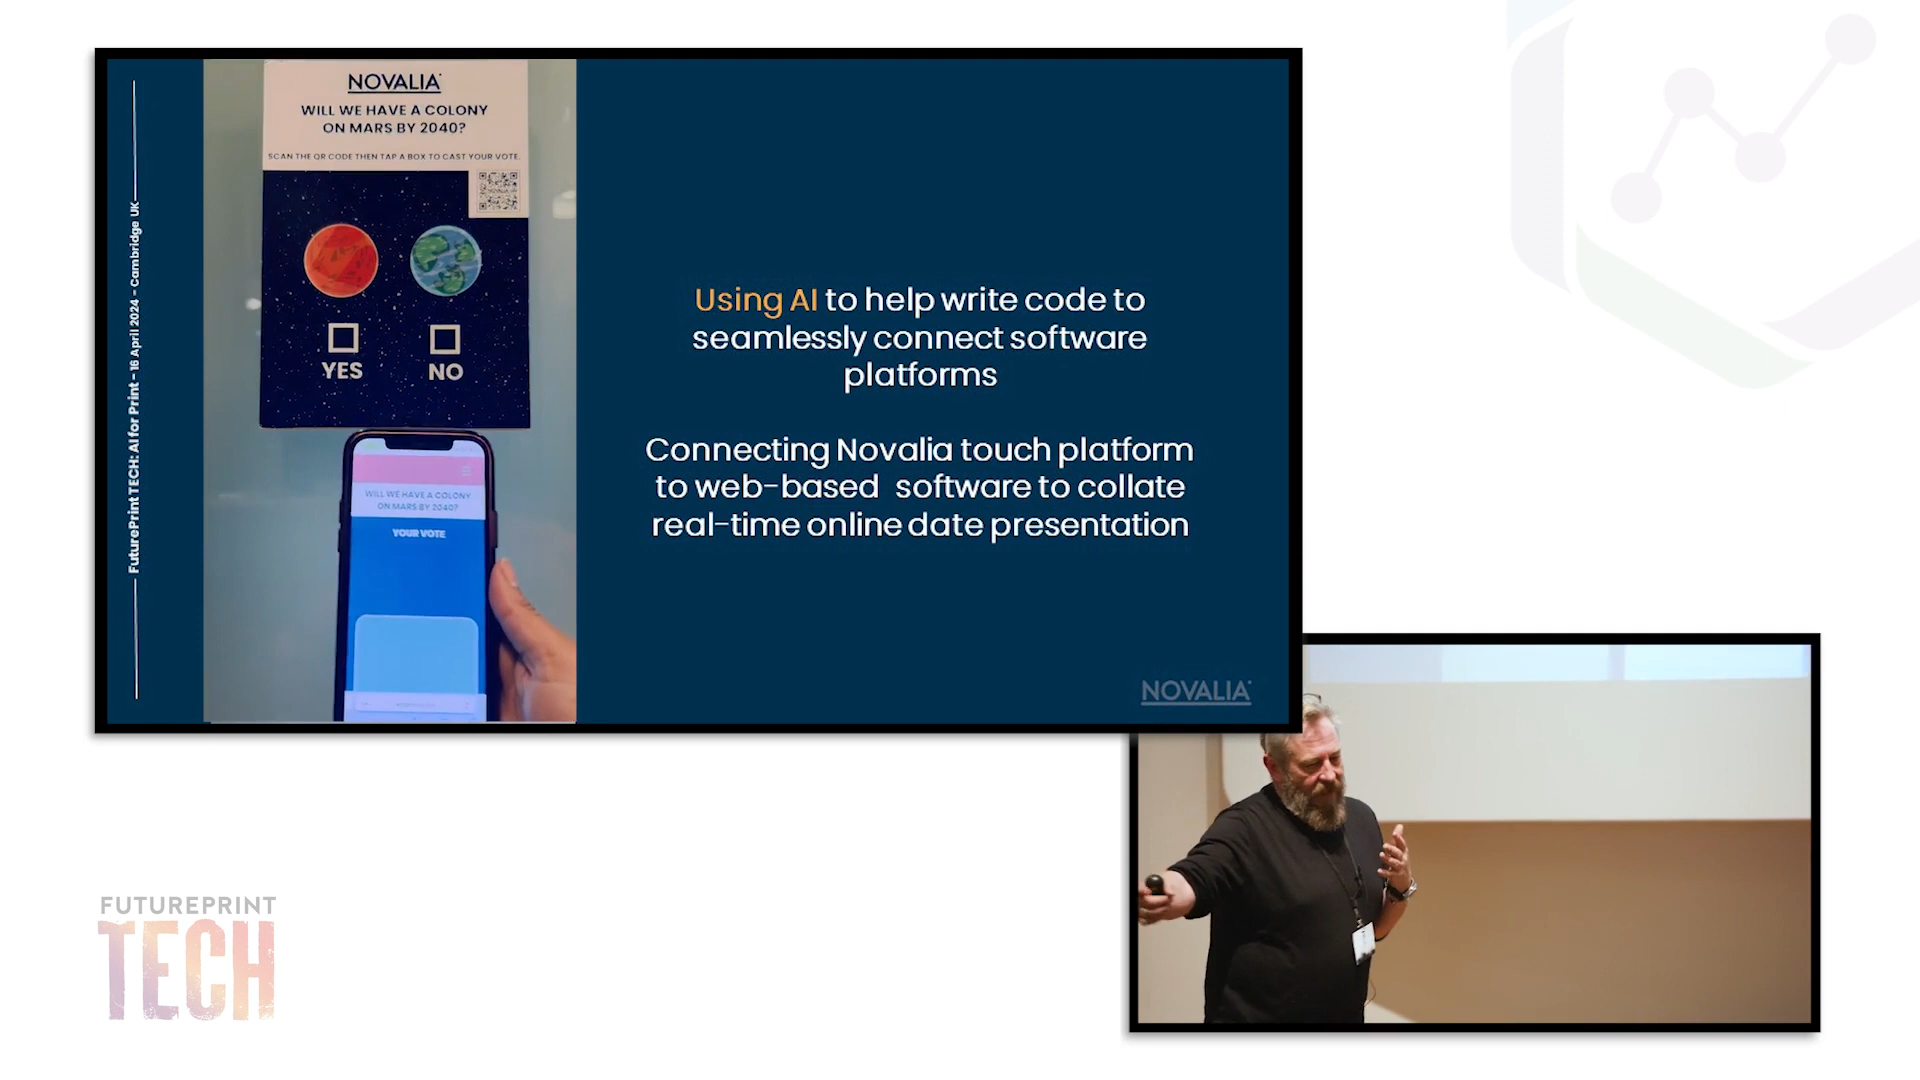 FuturePrint TECH: AI for Print - 16 April 2024 - Cambridge UK
NOVALIA
WILL WE HAVE A COLONY
ON MARS BY 2040?
SCAN THE QR CODE THEN TAP A BOX TO CAST YOUR VOTE.
YES
NO
WILL WE HAVE A COLONY
ON MARS BY 2040?
YOUR VOTE
Using AI to help write code to
seamlessly connect software
platforms
Connecting Novalia touch platform
to web-based software to collate
real-time online date presentation
NOVALIA
FUTUREPRINT
TECH